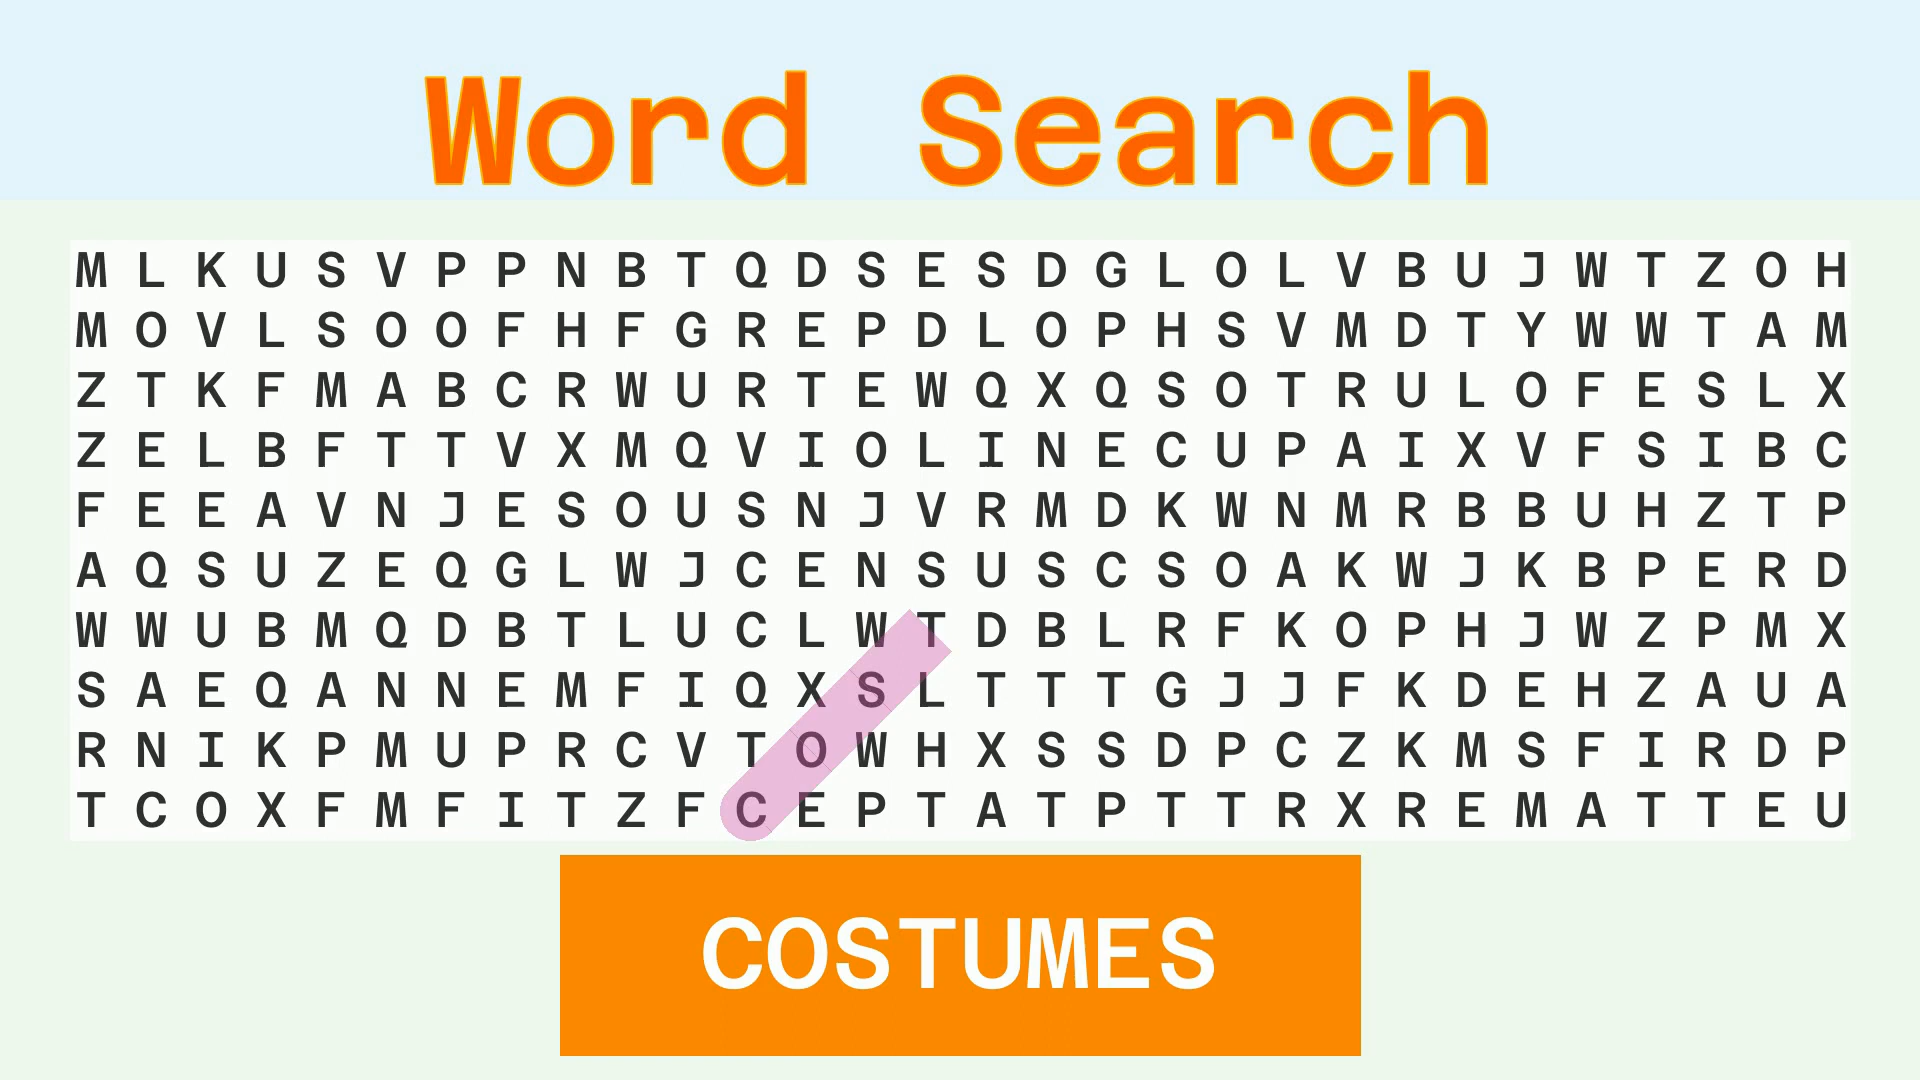 Word Search
M L K U S V P P N B T Q D S E S D G L O L V B U J W T Z O H
M O V L S O O F H F G R E P D L O P H S V M D T Y W W T A M
Z T K F M A B C R W U R T E W Q X Q S O T R U L O F E S L X
Z E L B F T T V X M Q V I O L I N E C U P A I X V F S I B C
F E E A V N J E S O U S N J V R M D K W N M R B B U H Z T P
A Q S U Z E Q G L W J C E N S U S C S O A K W J K B P E R D
W W U B M Q D B T L U C L W T D B L R F K O P H J W Z P M X
S A E Q A N N E M F I Q X S L T T T G J J F K D E H Z A U A
R N I K P M U P R C V T O W H X S S D P C Z K M S F I R D P
T C O X F M F I T Z F C E P T A T P T T R X R E M A T T E U
COSTUMES